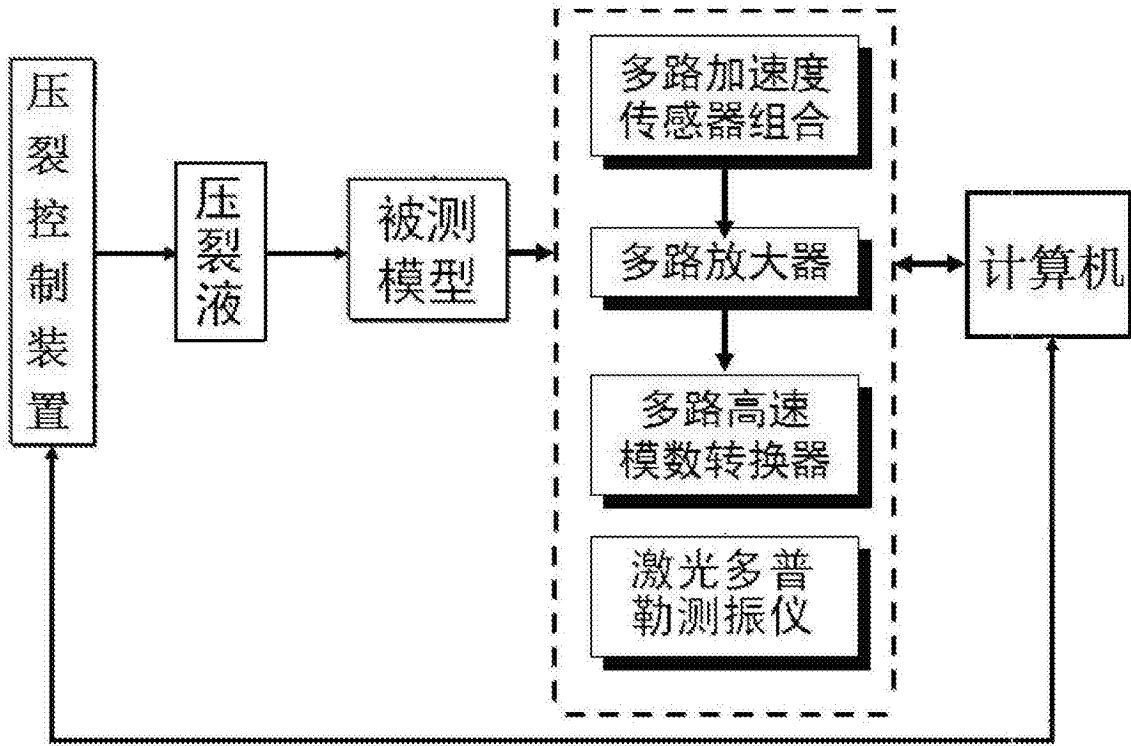 压裂控制装置
压
裂
液
被测
模型
多路加速度
传感器组合
多路放大器
多路高速
模数转换器
激光多普
勒测振仪
计算机